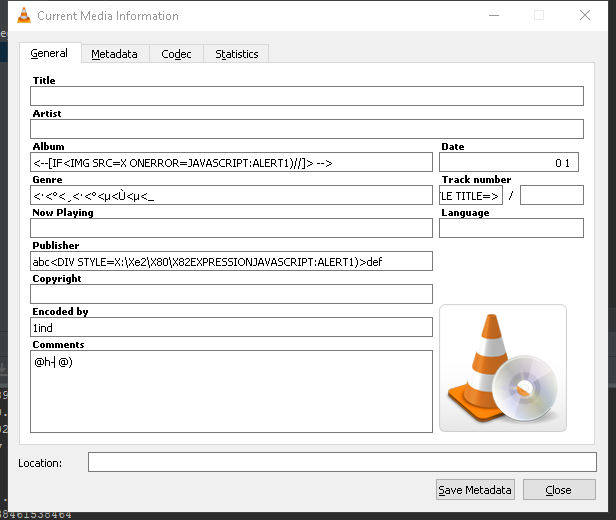 Current Media Information
General Metadata Codec Statistics
Title
Artist
Album
Date
<--[IF<IMG SRC=X ONERROR=JAVASCRIPT:ALERT1)//]> -->
0 1
Genre
Track number
LE TITLE=> /
Now Playing
Language
Publisher
abc<DIV STYLE=X:\Xe2\X80\X82EXPRESSIONJAVASCRIPT:ALERT1)>def
Copyright
Encoded by
1ind
Comments
@h┤@)
Location:
Save Metadata Close
38461538464